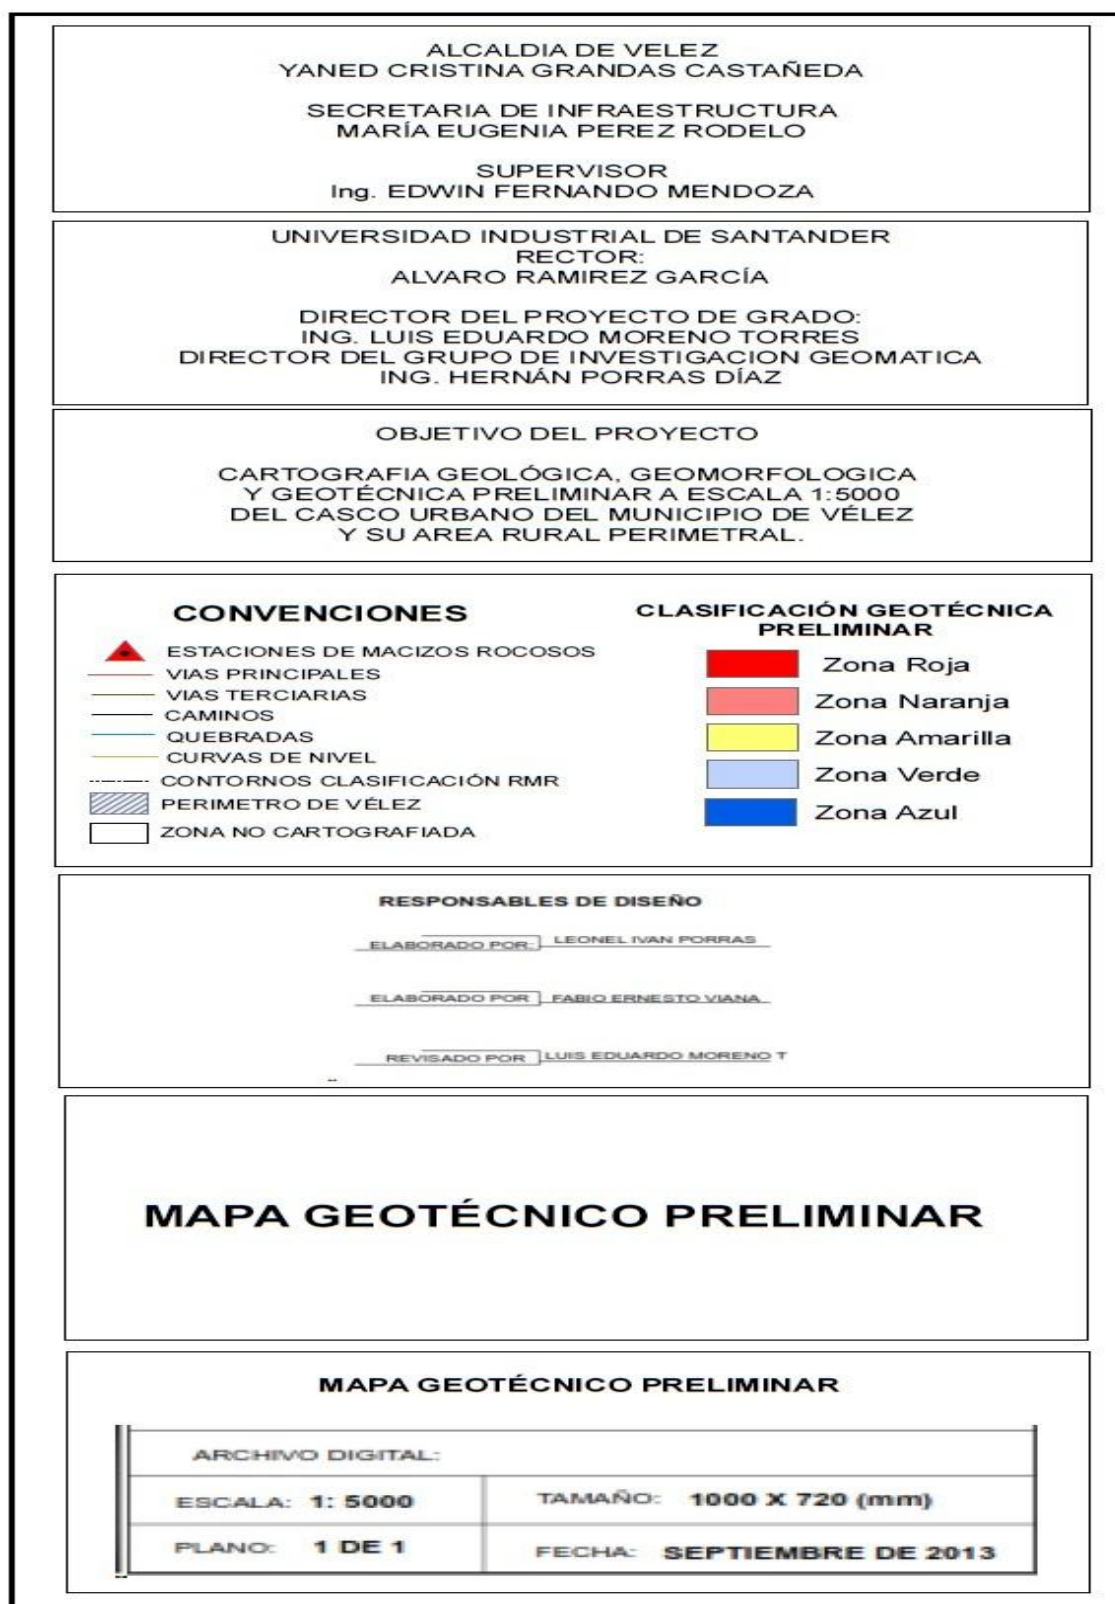 ALCALDIA DE VELEZ
YANED CRISTINA GRANDAS CASTAÑEDA
SECRETARIA DE INFRAESTRUCTURA
MARÍA EUGENIA PEREZ RODELO
SUPERVISOR
Ing. EDWIN FERNANDO MENDOZA
UNIVERSIDAD INDUSTRIAL DE SANTANDER
RECTOR:
ALVARO RAMIREZ GARCÍA
DIRECTOR DEL PROYECTO DE GRADO:
ING. LUIS EDUARDO MORENO TORRES
DIRECTOR DEL GRUPO DE INVESTIGACION GEOMATICA
ING. HERNÁN PORRAS DÍAZ
OBJETIVO DEL PROYECTO
CARTOGRAFIA GEOLÓGICA, GEOMORFOLOGICA
Y GEOTÉCNICA PRELIMINAR A ESCALA 1:5000
DEL CASCO URBANO DEL MUNICIPIO DE VÉLEZ
Y SU AREA RURAL PERIMETRAL.
CONVENCIONES
ESTACIONES DE MACIZOS ROCOSOS
VIAS PRINCIPALES
VIAS TERCIARIAS
CAMINOS
QUEBRADAS
CURVAS DE NIVEL
CONTORNOS CLASIFICACIÓN RMR
PERIMETRO DE VÉLEZ
ZONA NO CARTOGRAFIADA
CLASIFICACIÓN GEOTÉCNICA
PRELIMINAR
Zona Roja
Zona Naranja
Zona Amarilla
Zona Verde
Zona Azul
RESPONSABLES DE DISEÑO
ELABORADO POR: LEONEL IVAN PORRAS
ELABORADO POR FABIO ERNESTO VIANA
REVISADO POR LUIS EDUARDO MORENO T
MAPA GEOTÉCNICO PRELIMINAR
MAPA GEOTÉCNICO PRELIMINAR
ARCHIVO DIGITAL:
ESCALA: 1: 5000 TAMAÑO: 1000 X 720 (mm)
PLANO: 1 DE 1 FECHA: SEPTIEMBRE DE 2013